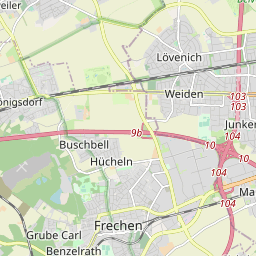 weiler
Lövenich
Weiden
103
103
önigsdorf
Junker
9b
10
104
10
104
Buschbell
Hücheln
104
Ma
Frechen
Grube Carl
Benzelrath